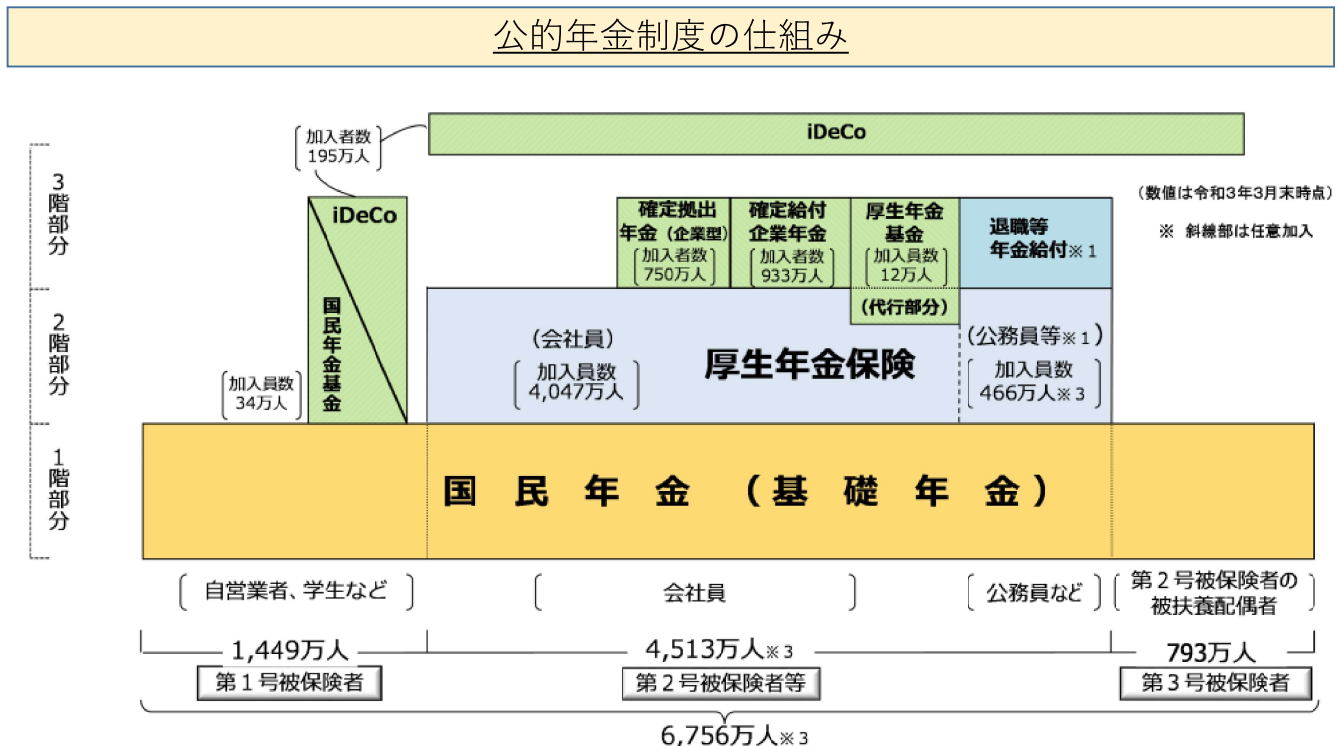 公的年金制度の仕組み
iDeCo
加入者数
195万人
(数値は令和3年3月末時点)
※ 斜線部は任意加入
3階部分
2階部分
1階部分
iDeCo
国民年金基金
加入員数
34万人
確定拠出
年金(企業型)
加入者数
750万人
確定給付
企業年金
加入者数
933万人
厚生年金
基金
加入員数
12万人
(代行部分)
退職等
年金給付※1
(会社員)
加入員数
4,047万人
厚生年金保険
(公務員等※1)
加入員数
466万人※3
国民年金(基礎年金)
自営業者、学生など
会社員
公務員など
第2号被保険者の
被扶養配偶者
1,449万人
4,513万人※3
793万人
第1号被保険者
第2号被保険者等
第3号被保険者
6,756万人※3